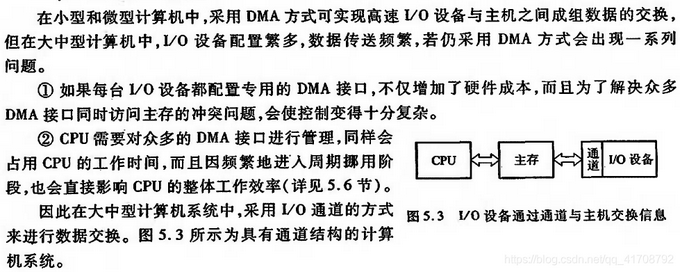 在小型和微型计算机中,采用 DMA 方式可实现高速 I/O 设备与主机之间成组数据的交换,
但在大中型计算机中,I/O 设备配置繁多,数据传送频繁,若仍采用 DMA 方式会出现一系列
问题。
① 如果每台 I/O 设备都配置专用的 DMA 接口,不仅增加了硬件成本,而且为了解决众多
DMA 接口同时访问主存的冲突问题,会使控制变得十分复杂。
② CPU 需要对众多的 DMA 接口进行管理,同样会
占用 CPU 的工作时间,而且因频繁地进入周期挪用阶
段,也会直接影响 CPU 的整体工作效率(详见 5.6 节)。
因此在大中型计算机系统中,采用 I/O 通道的方式
来进行数据交换。图 5.3 所示为具有通道结构的计算
机系统。
CPU
主存
通道
I/O 设备
图 5.3 I/O 设备通过通道与主机交换信息
https://blog.csdn.net/qq_41798792